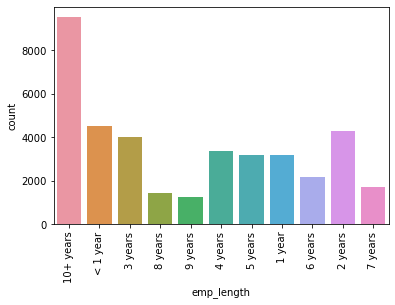 8000
6000
4000
2000
0
count
10+ years
< 1 year
3 years
8 years
9 years
4 years
5 years
1 year
6 years
2 years
7 years
emp_length